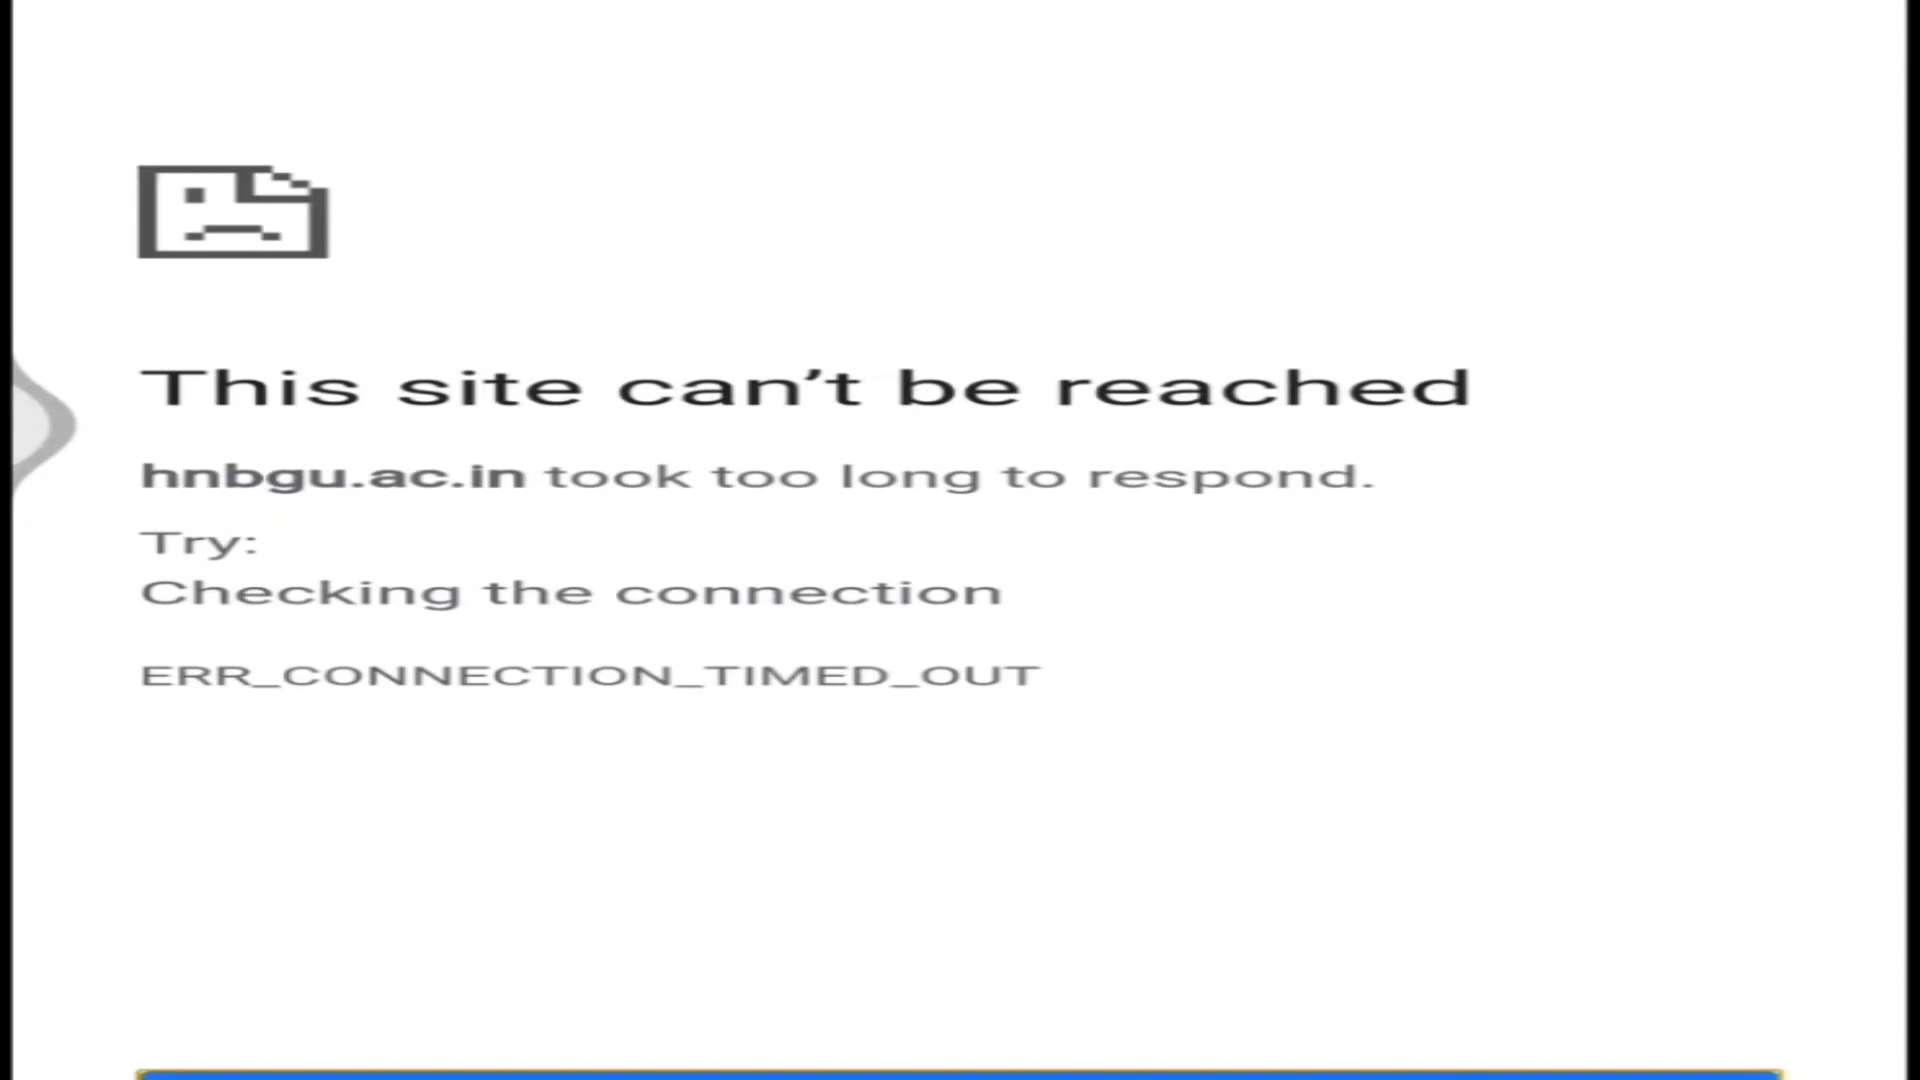 This site can’t be reached
hnbgu.ac.in took too long to respond.
Try:
Checking the connection
ERR_CONNECTION_TIMED_OUT